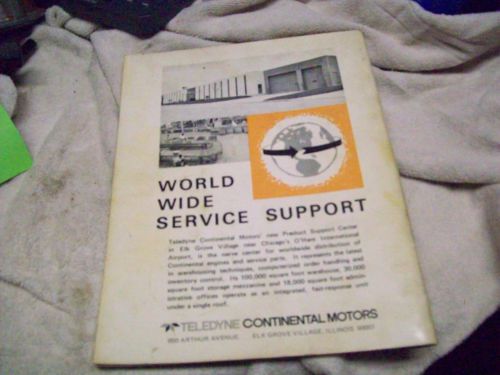 WORLD
WIDE
SERVICE SUPPORT
Teledyne Continental Motors' new Product Support Center
in Elk Grove Village near Chicago's O'Hare International
Airport, is the nerve center for worldwide distribution of
Continental engines and service parts. It represents the latest
in warehousing techniques, computerized order handling and
inventory control. Its 100,000 square foot warehouse, 30,000
square foot storage mezzanine and 18,000 square foot admin
istrative offices operate as an integrated, fast-response unit
under a single roof.
TELEDYNE CONTINENTAL MOTORS
ARTHUR AVENUE ELK GROVE VILLAGE, ILLINOIS